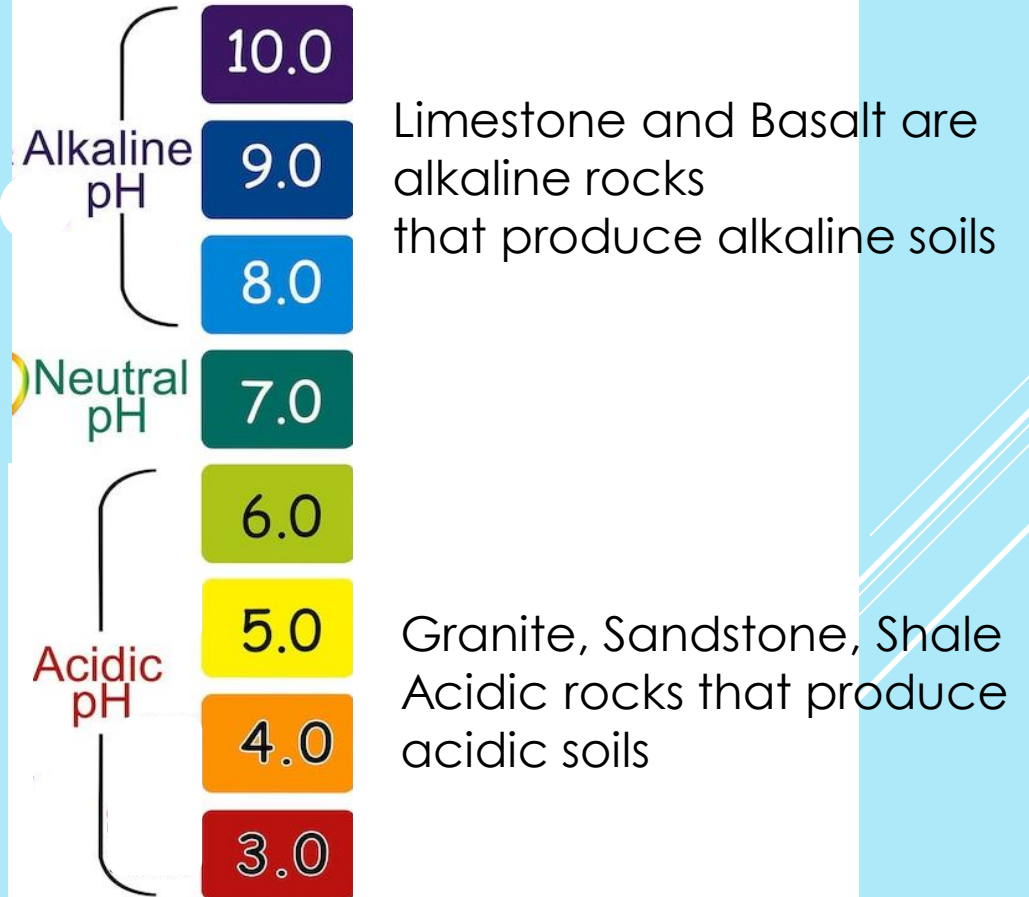 10.0
9.0
8.0
7.0
6.0
5.0
4.0
3.0
Alkaline
pH
Neutral
pH
Acidic
pH
Limestone and Basalt are
alkaline rocks
that produce alkaline soils
Granite, Sandstone, Shale
Acidic rocks that produce
acidic soils